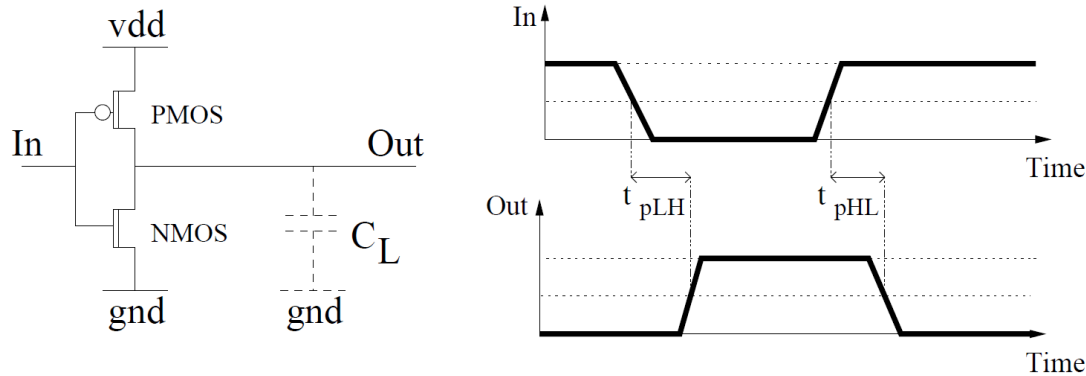 vdd
PMOS
In
Out
NMOS
C_L
gnd
gnd
In
Time
t_pLH
t_pHL
Out
Time